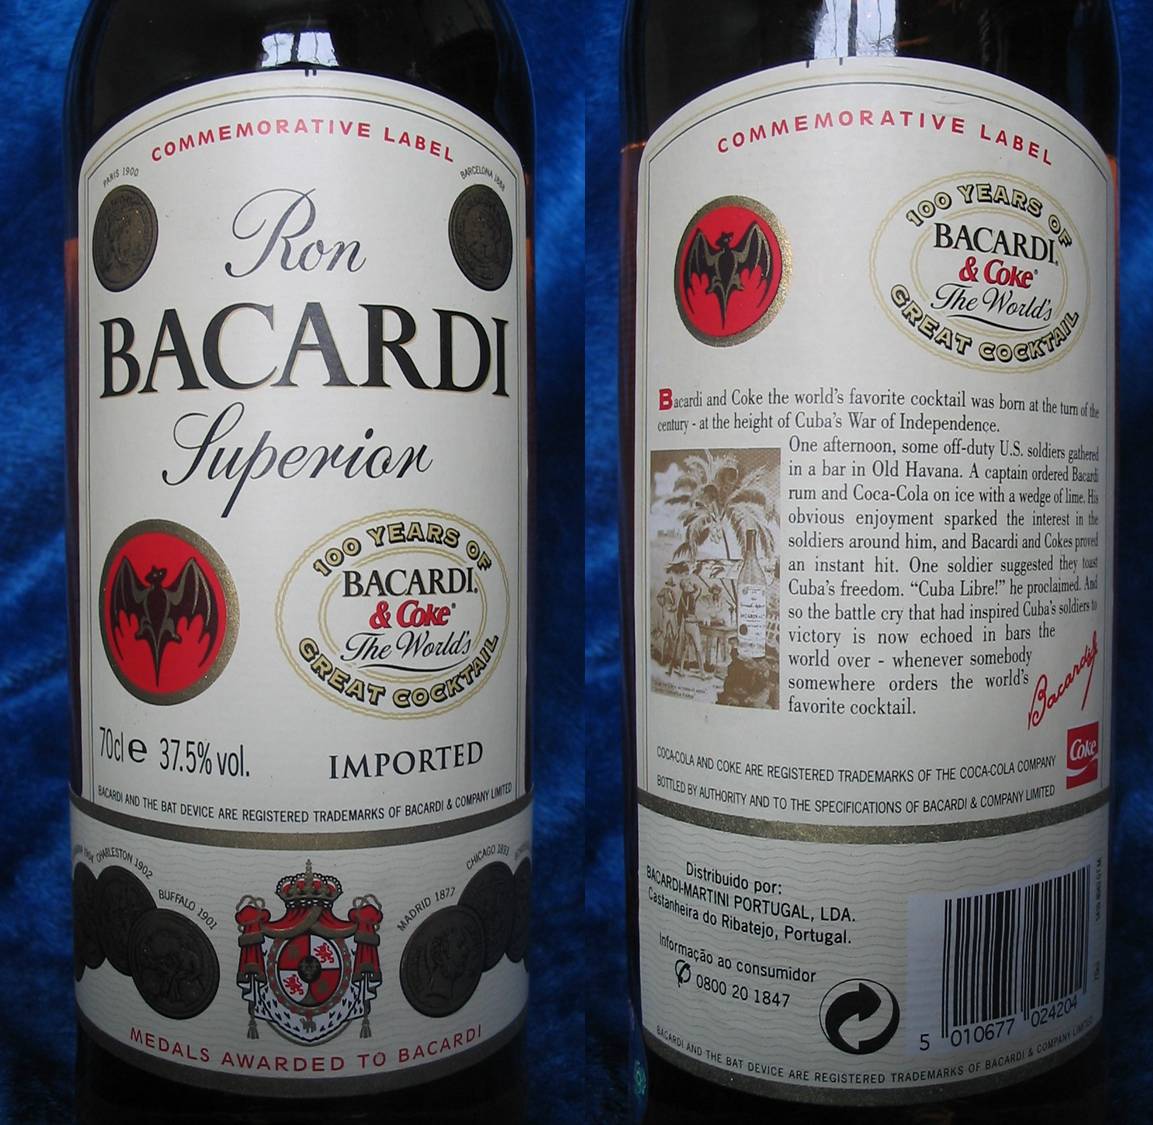 COMMEMORATIVE LABEL
PARIS 1900
BARCELONA 1888
Ron
BACARDI
Superior
100 YEARS OF
BACARDI.
& Coke®
The World's
GREAT COCKTAIL
70cl e 37.5% vol.
IMPORTED
BACARDI AND THE BAT DEVICE ARE REGISTERED TRADEMARKS OF BACARDI & COMPANY LIMITED
CHARLESTON 1902
BUFFALO 1901
MADRID 1877
CHICAGO 1893
MEDALS AWARDED TO BACARDI
COMMEMORATIVE LABEL
100 YEARS OF
BACARDI.
& Coke®
The World's
GREAT COCKTAIL
Bacardi and Coke the world's favorite cocktail was born at the turn of the
century - at the height of Cuba's War of Independence.
One afternoon, some off-duty U.S. soldiers gathered
in a bar in Old Havana. A captain ordered Bacardi
rum and Coca-Cola on ice with a wedge of lime. His
obvious enjoyment sparked the interest in the
soldiers around him, and Bacardi and Cokes proved
an instant hit. One soldier suggested they toast
Cuba's freedom. “Cuba Libre!” he proclaimed. And
so the battle cry that had inspired Cuba's soldiers to
victory is now echoed in bars the
world over - whenever somebody
somewhere orders the world's
favorite cocktail.
Coke
COCA-COLA AND COKE ARE REGISTERED TRADEMARKS OF THE COCA-COLA COMPANY
BOTTLED BY AUTHORITY AND TO THE SPECIFICATIONS OF BACARDI & COMPANY LIMITED
Distribuido por:
BACARDI-MARTINI PORTUGAL, LDA.
Castanheira do Ribatejo, Portugal.
Informação ao consumidor
0800 20 1847
5 010677 024204
BACARDI AND THE BAT DEVICE ARE REGISTERED TRADEMARKS OF BACARDI & COMPANY LIMITED